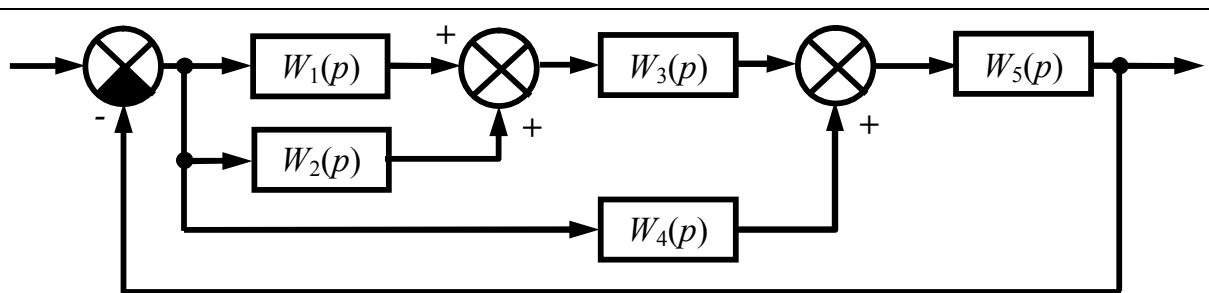 +
W₁(p)
W₃(p)
W₅(p)
-
+
+
W₂(p)
W₄(p)